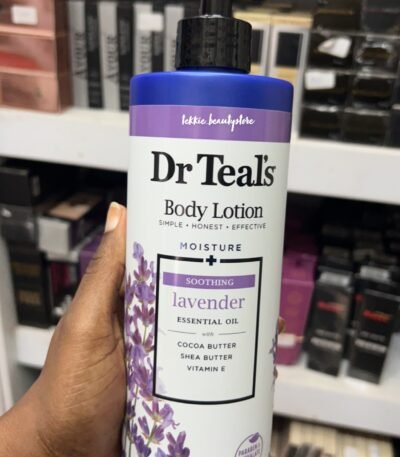 lekkie.beautystore
Dr Teal's
Body Lotion
SIMPLE • HONEST • EFFECTIVE
MOISTURE
+
SOOTHING
lavender
ESSENTIAL OIL
with
COCOA BUTTER
SHEA BUTTER
VITAMIN E